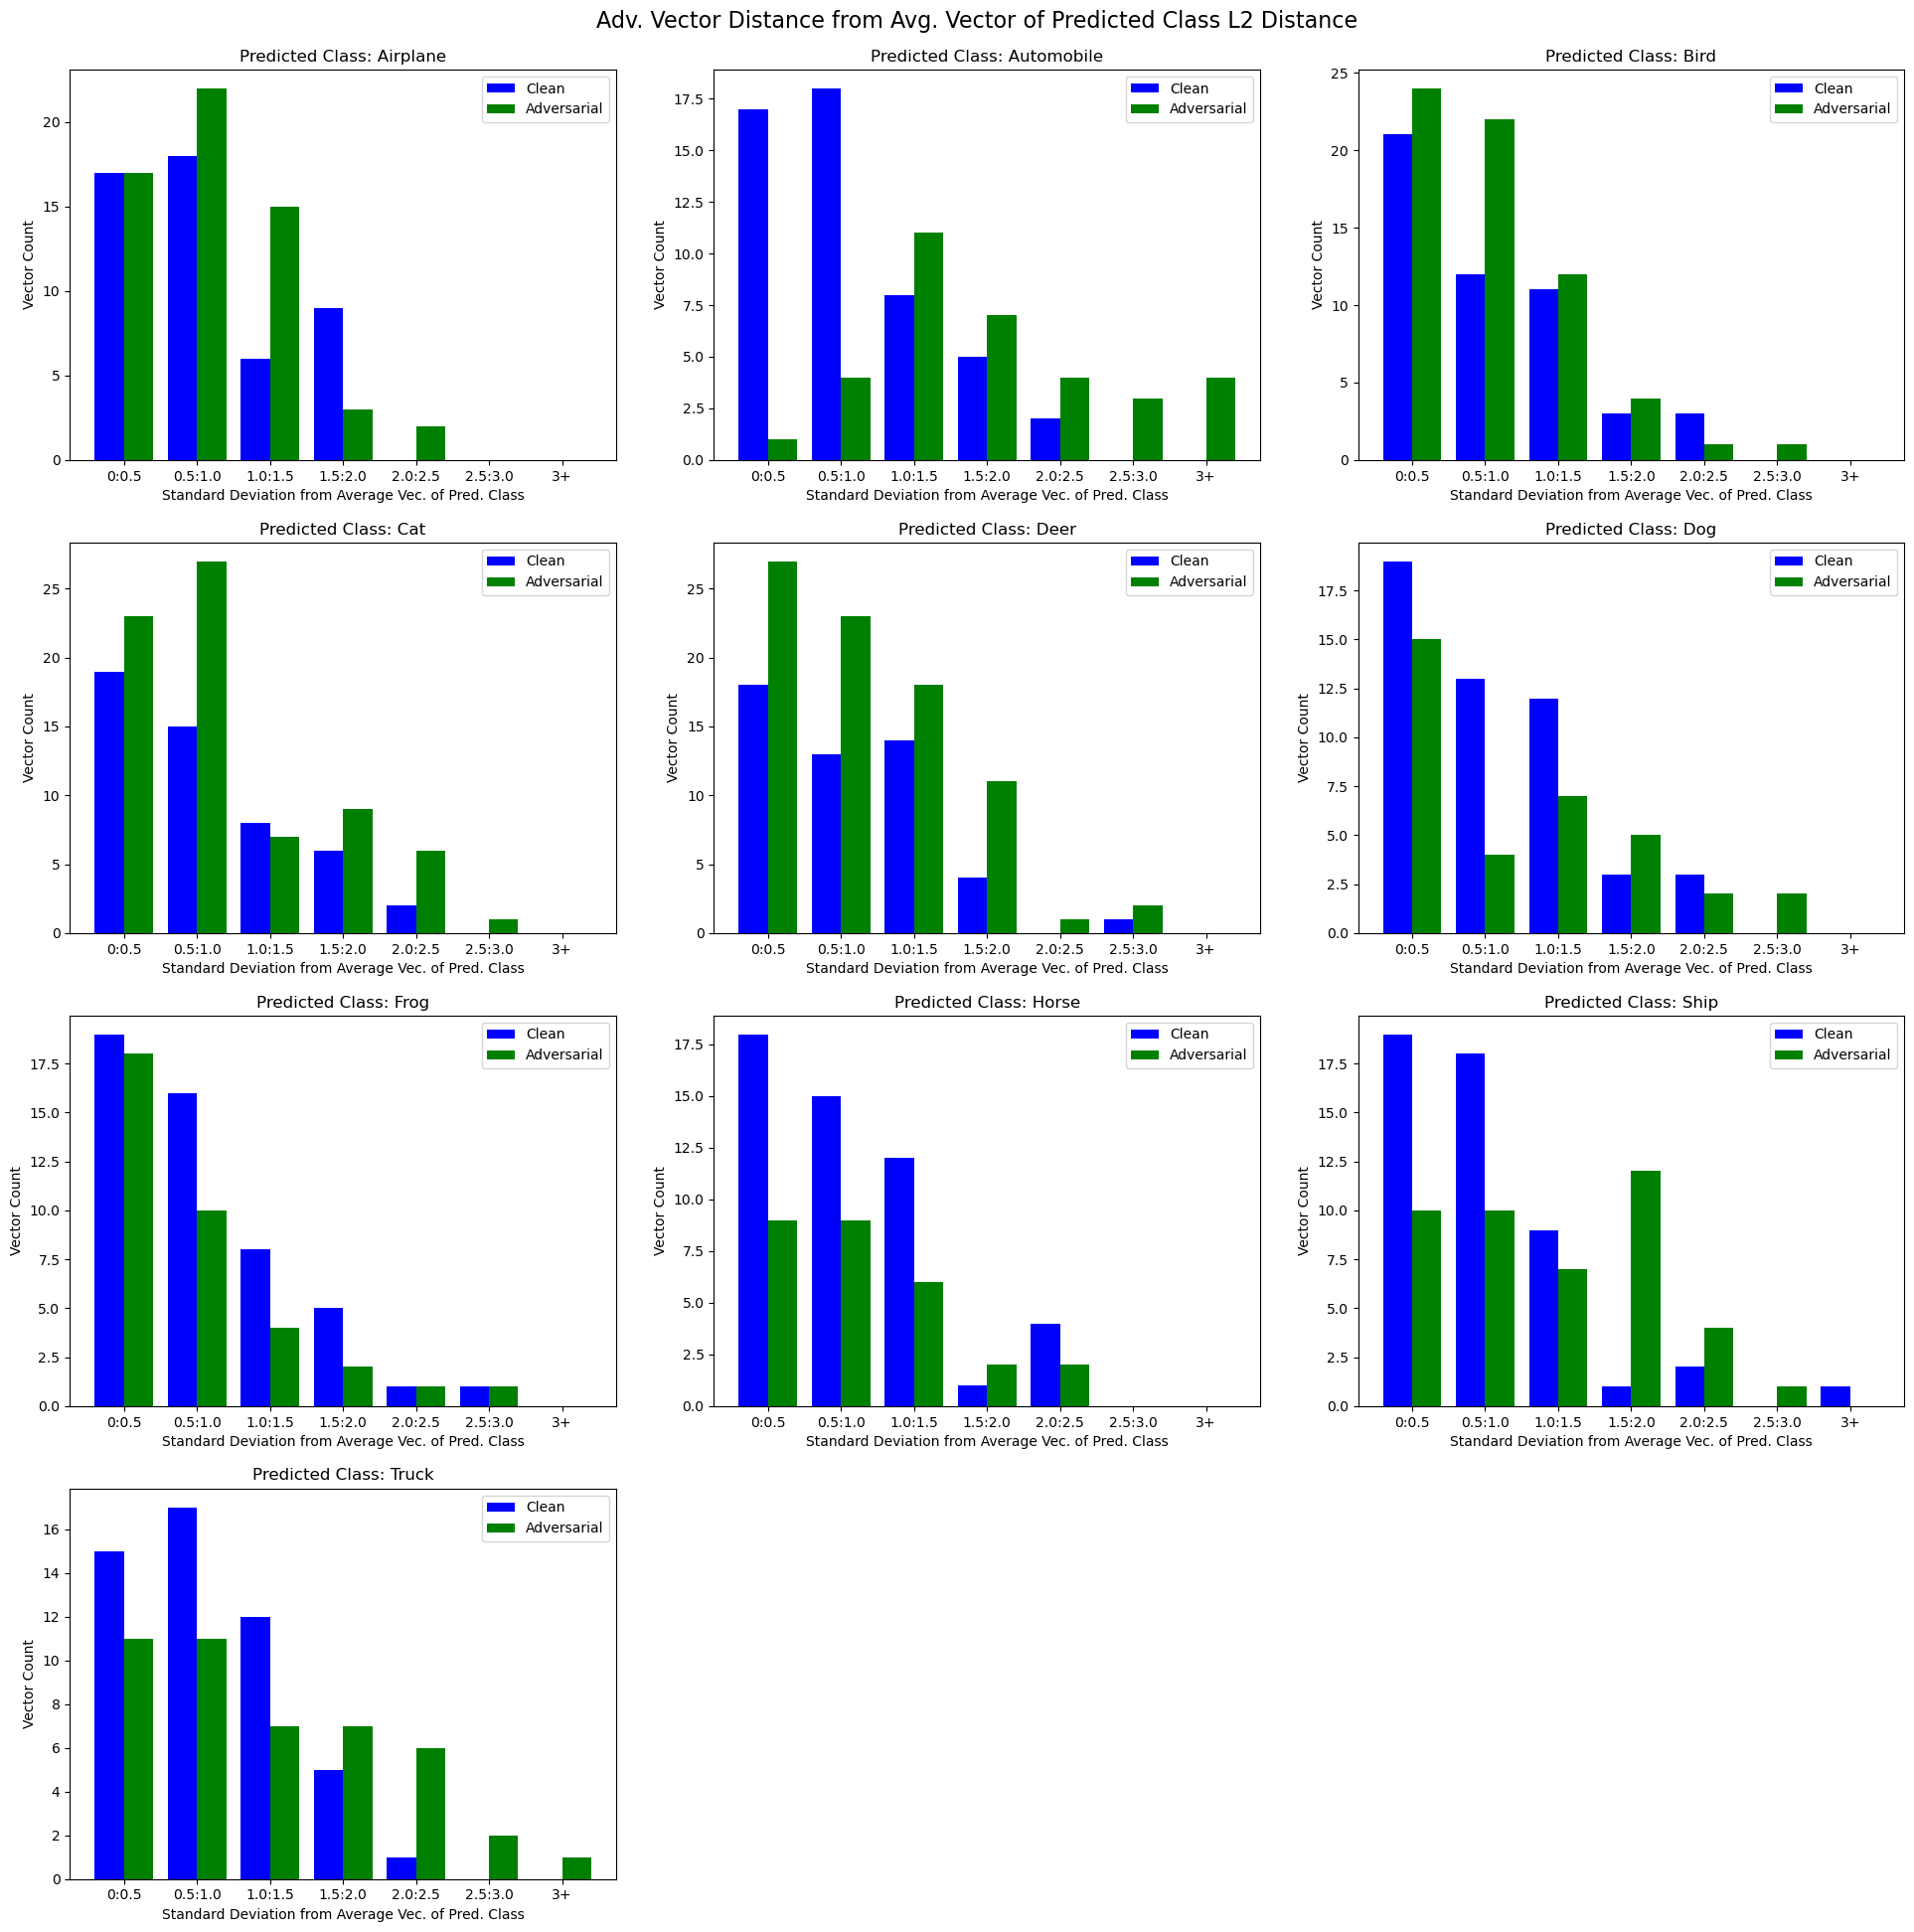 Adv. Vector Distance from Avg. Vector of Predicted Class L2 Distance
Predicted Class: Airplane
Clean
Adversarial
Vector Count
20
15
10
5
0
0:0.5 0.5:1.0 1.0:1.5 1.5:2.0 2.0:2.5 2.5:3.0 3+
Standard Deviation from Average Vec. of Pred. Class
Predicted Class: Automobile
Clean
Adversarial
Vector Count
17.5
15.0
12.5
10.0
7.5
5.0
2.5
0.0
0:0.5 0.5:1.0 1.0:1.5 1.5:2.0 2.0:2.5 2.5:3.0 3+
Standard Deviation from Average Vec. of Pred. Class
Predicted Class: Bird
Clean
Adversarial
Vector Count
25
20
15
10
5
0
0:0.5 0.5:1.0 1.0:1.5 1.5:2.0 2.0:2.5 2.5:3.0 3+
Standard Deviation from Average Vec. of Pred. Class
Predicted Class: Cat
Clean
Adversarial
Vector Count
25
20
15
10
5
0
0:0.5 0.5:1.0 1.0:1.5 1.5:2.0 2.0:2.5 2.5:3.0 3+
Standard Deviation from Average Vec. of Pred. Class
Predicted Class: Deer
Clean
Adversarial
Vector Count
25
20
15
10
5
0
0:0.5 0.5:1.0 1.0:1.5 1.5:2.0 2.0:2.5 2.5:3.0 3+
Standard Deviation from Average Vec. of Pred. Class
Predicted Class: Dog
Clean
Adversarial
Vector Count
17.5
15.0
12.5
10.0
7.5
5.0
2.5
0.0
0:0.5 0.5:1.0 1.0:1.5 1.5:2.0 2.0:2.5 2.5:3.0 3+
Standard Deviation from Average Vec. of Pred. Class
Predicted Class: Frog
Clean
Adversarial
Vector Count
17.5
15.0
12.5
10.0
7.5
5.0
2.5
0.0
0:0.5 0.5:1.0 1.0:1.5 1.5:2.0 2.0:2.5 2.5:3.0 3+
Standard Deviation from Average Vec. of Pred. Class
Predicted Class: Horse
Clean
Adversarial
Vector Count
17.5
15.0
12.5
10.0
7.5
5.0
2.5
0.0
0:0.5 0.5:1.0 1.0:1.5 1.5:2.0 2.0:2.5 2.5:3.0 3+
Standard Deviation from Average Vec. of Pred. Class
Predicted Class: Ship
Clean
Adversarial
Vector Count
17.5
15.0
12.5
10.0
7.5
5.0
2.5
0.0
0:0.5 0.5:1.0 1.0:1.5 1.5:2.0 2.0:2.5 2.5:3.0 3+
Standard Deviation from Average Vec. of Pred. Class
Predicted Class: Truck
Clean
Adversarial
Vector Count
16
14
12
10
8
6
4
2
0
0:0.5 0.5:1.0 1.0:1.5 1.5:2.0 2.0:2.5 2.5:3.0 3+
Standard Deviation from Average Vec. of Pred. Class